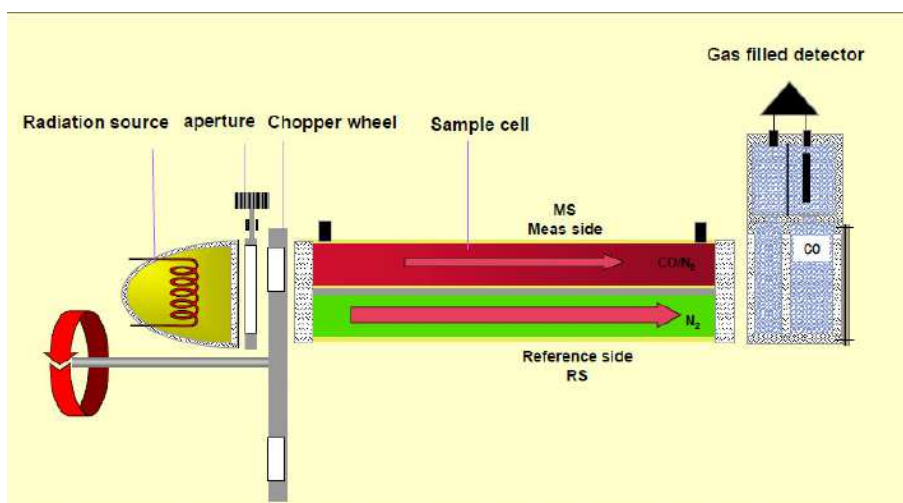 Gas filled detector
Radiation source
aperture
Chopper wheel
Sample cell
MS
Meas side
CO/N₂
CO
N₂
Reference side
RS